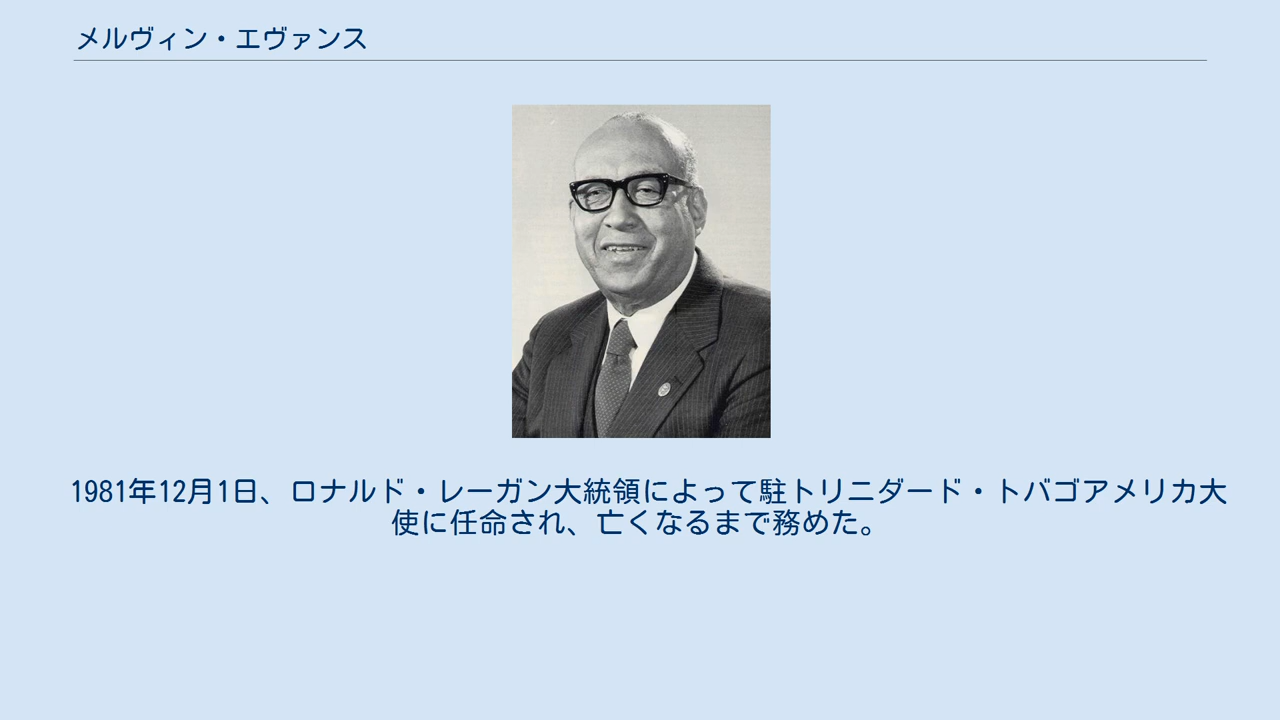 メルヴィン・エヴァンス
1981年12月1日、ロナルド・レーガン大統領によって駐トリニダード・トバゴアメリカ大
使に任命され、亡くなるまで務めた。